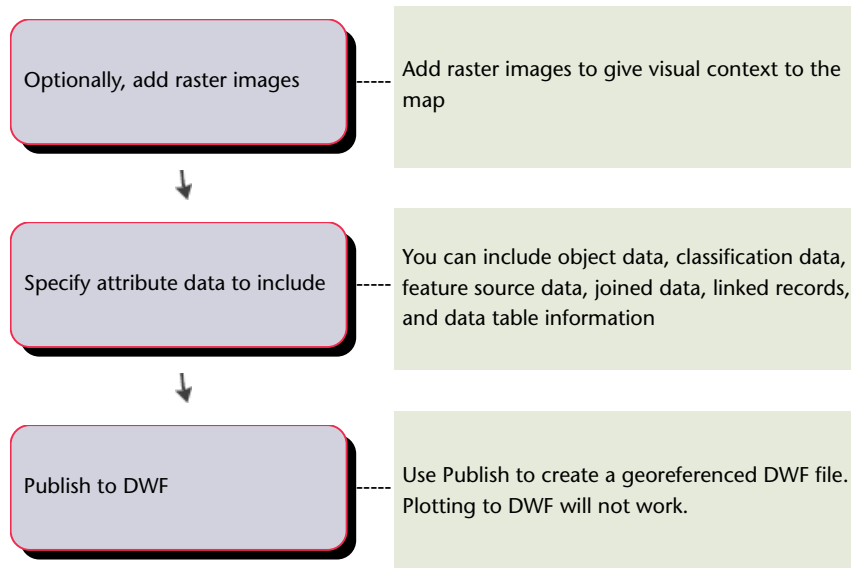 Optionally, add raster images
Add raster images to give visual context to the
map
Specify attribute data to include
You can include object data, classification data,
feature source data, joined data, linked records,
and data table information
Publish to DWF
Use Publish to create a georeferenced DWF file.
Plotting to DWF will not work.